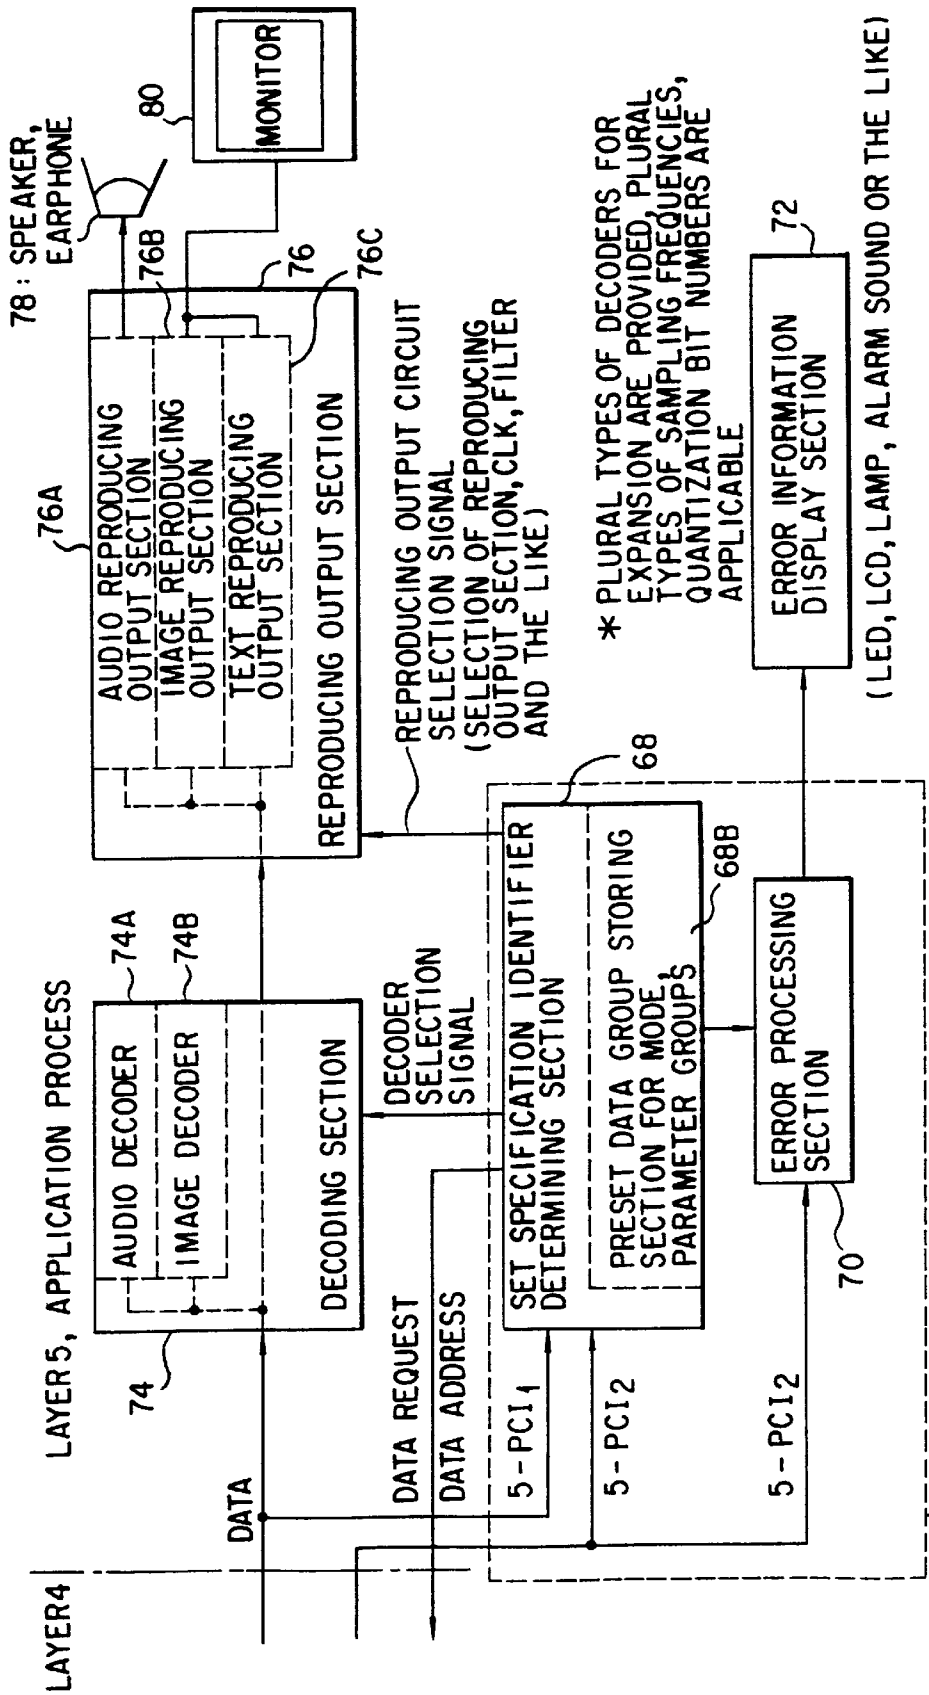 LAYER4
LAYER5, APPLICATION PROCESS
78: SPEAKER,
EARPHONE
80
MONITOR
74
74A
74B
AUDIO DECODER
IMAGE DECODER
DECODING SECTION
76A
AUDIO REPRODUCING
OUTPUT SECTION
IMAGE REPRODUCING
OUTPUT SECTION
TEXT REPRODUCING
OUTPUT SECTION
REPRODUCING OUTPUT SECTION
76B
76
76C
DATA
DATA REQUEST
DATA ADDRESS
DECODER
SELECTION
SIGNAL
REPRODUCING OUTPUT CIRCUIT
SELECTION SIGNAL
(SELECTION OF REPRODUCING
OUTPUT SECTION, CLK, FILTER
AND THE LIKE)
5-PCI1
5-PCI2
5-PCI2
SET SPECIFICATION IDENTIFIER
DETERMINING SECTION
68
PRESET DATA GROUP STORING
SECTION FOR MODE,
PARAMETER GROUPS
68B
ERROR PROCESSING
SECTION
70
* PLURAL TYPES OF DECODERS FOR
EXPANSION ARE PROVIDED, PLURAL
TYPES OF SAMPLING FREQUENCIES,
QUANTIZATION BIT NUMBERS ARE
APPLICABLE
72
ERROR INFORMATION
DISPLAY SECTION
(LED, LCD, LAMP, ALARM SOUND OR THE LIKE)